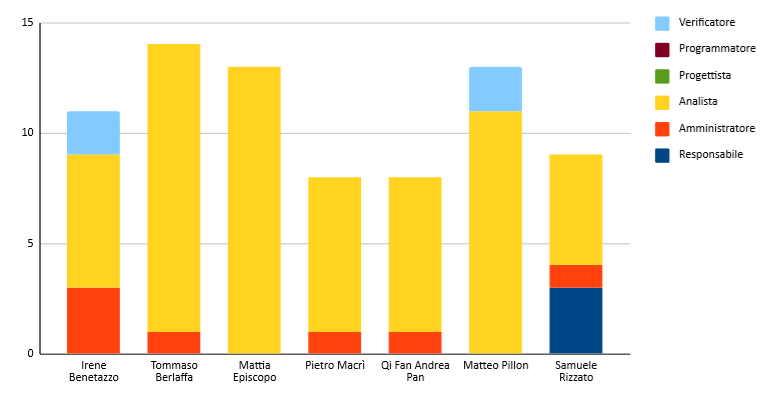 15
10
5
0
Irene
Benetazzo
Tommaso
Berlaffa
Mattia
Episcopo
Pietro Macrì
Qi Fan Andrea
Pan
Matteo Pillon
Samuele
Rizzato
Verificatore
Programmatore
Progettista
Analista
Amministratore
Responsabile